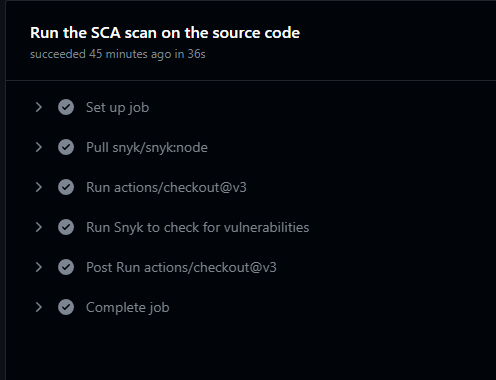 Run the SCA scan on the source code
succeeded 45 minutes ago in 36s
Set up job
Pull snyk/snyk:node
Run actions/checkout@v3
Run Snyk to check for vulnerabilities
Post Run actions/checkout@v3
Complete job